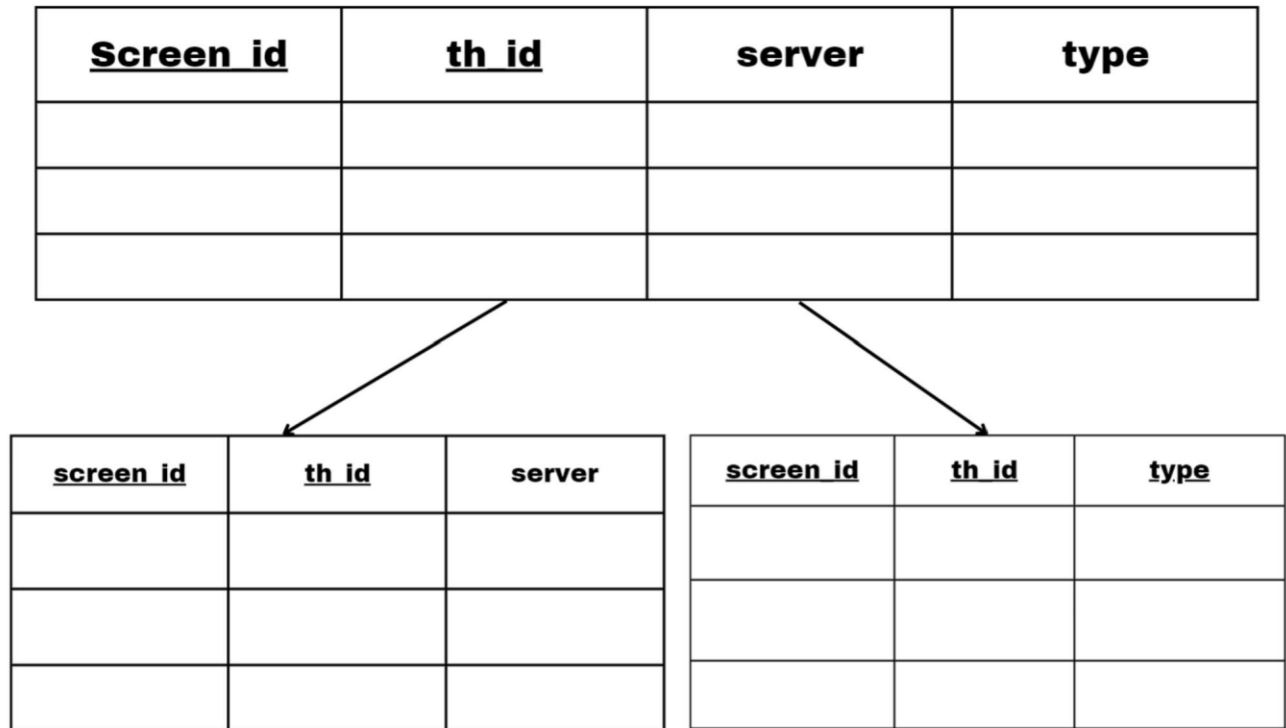 Screen_id th_id server type
screen_id th_id server
screen_id th_id type